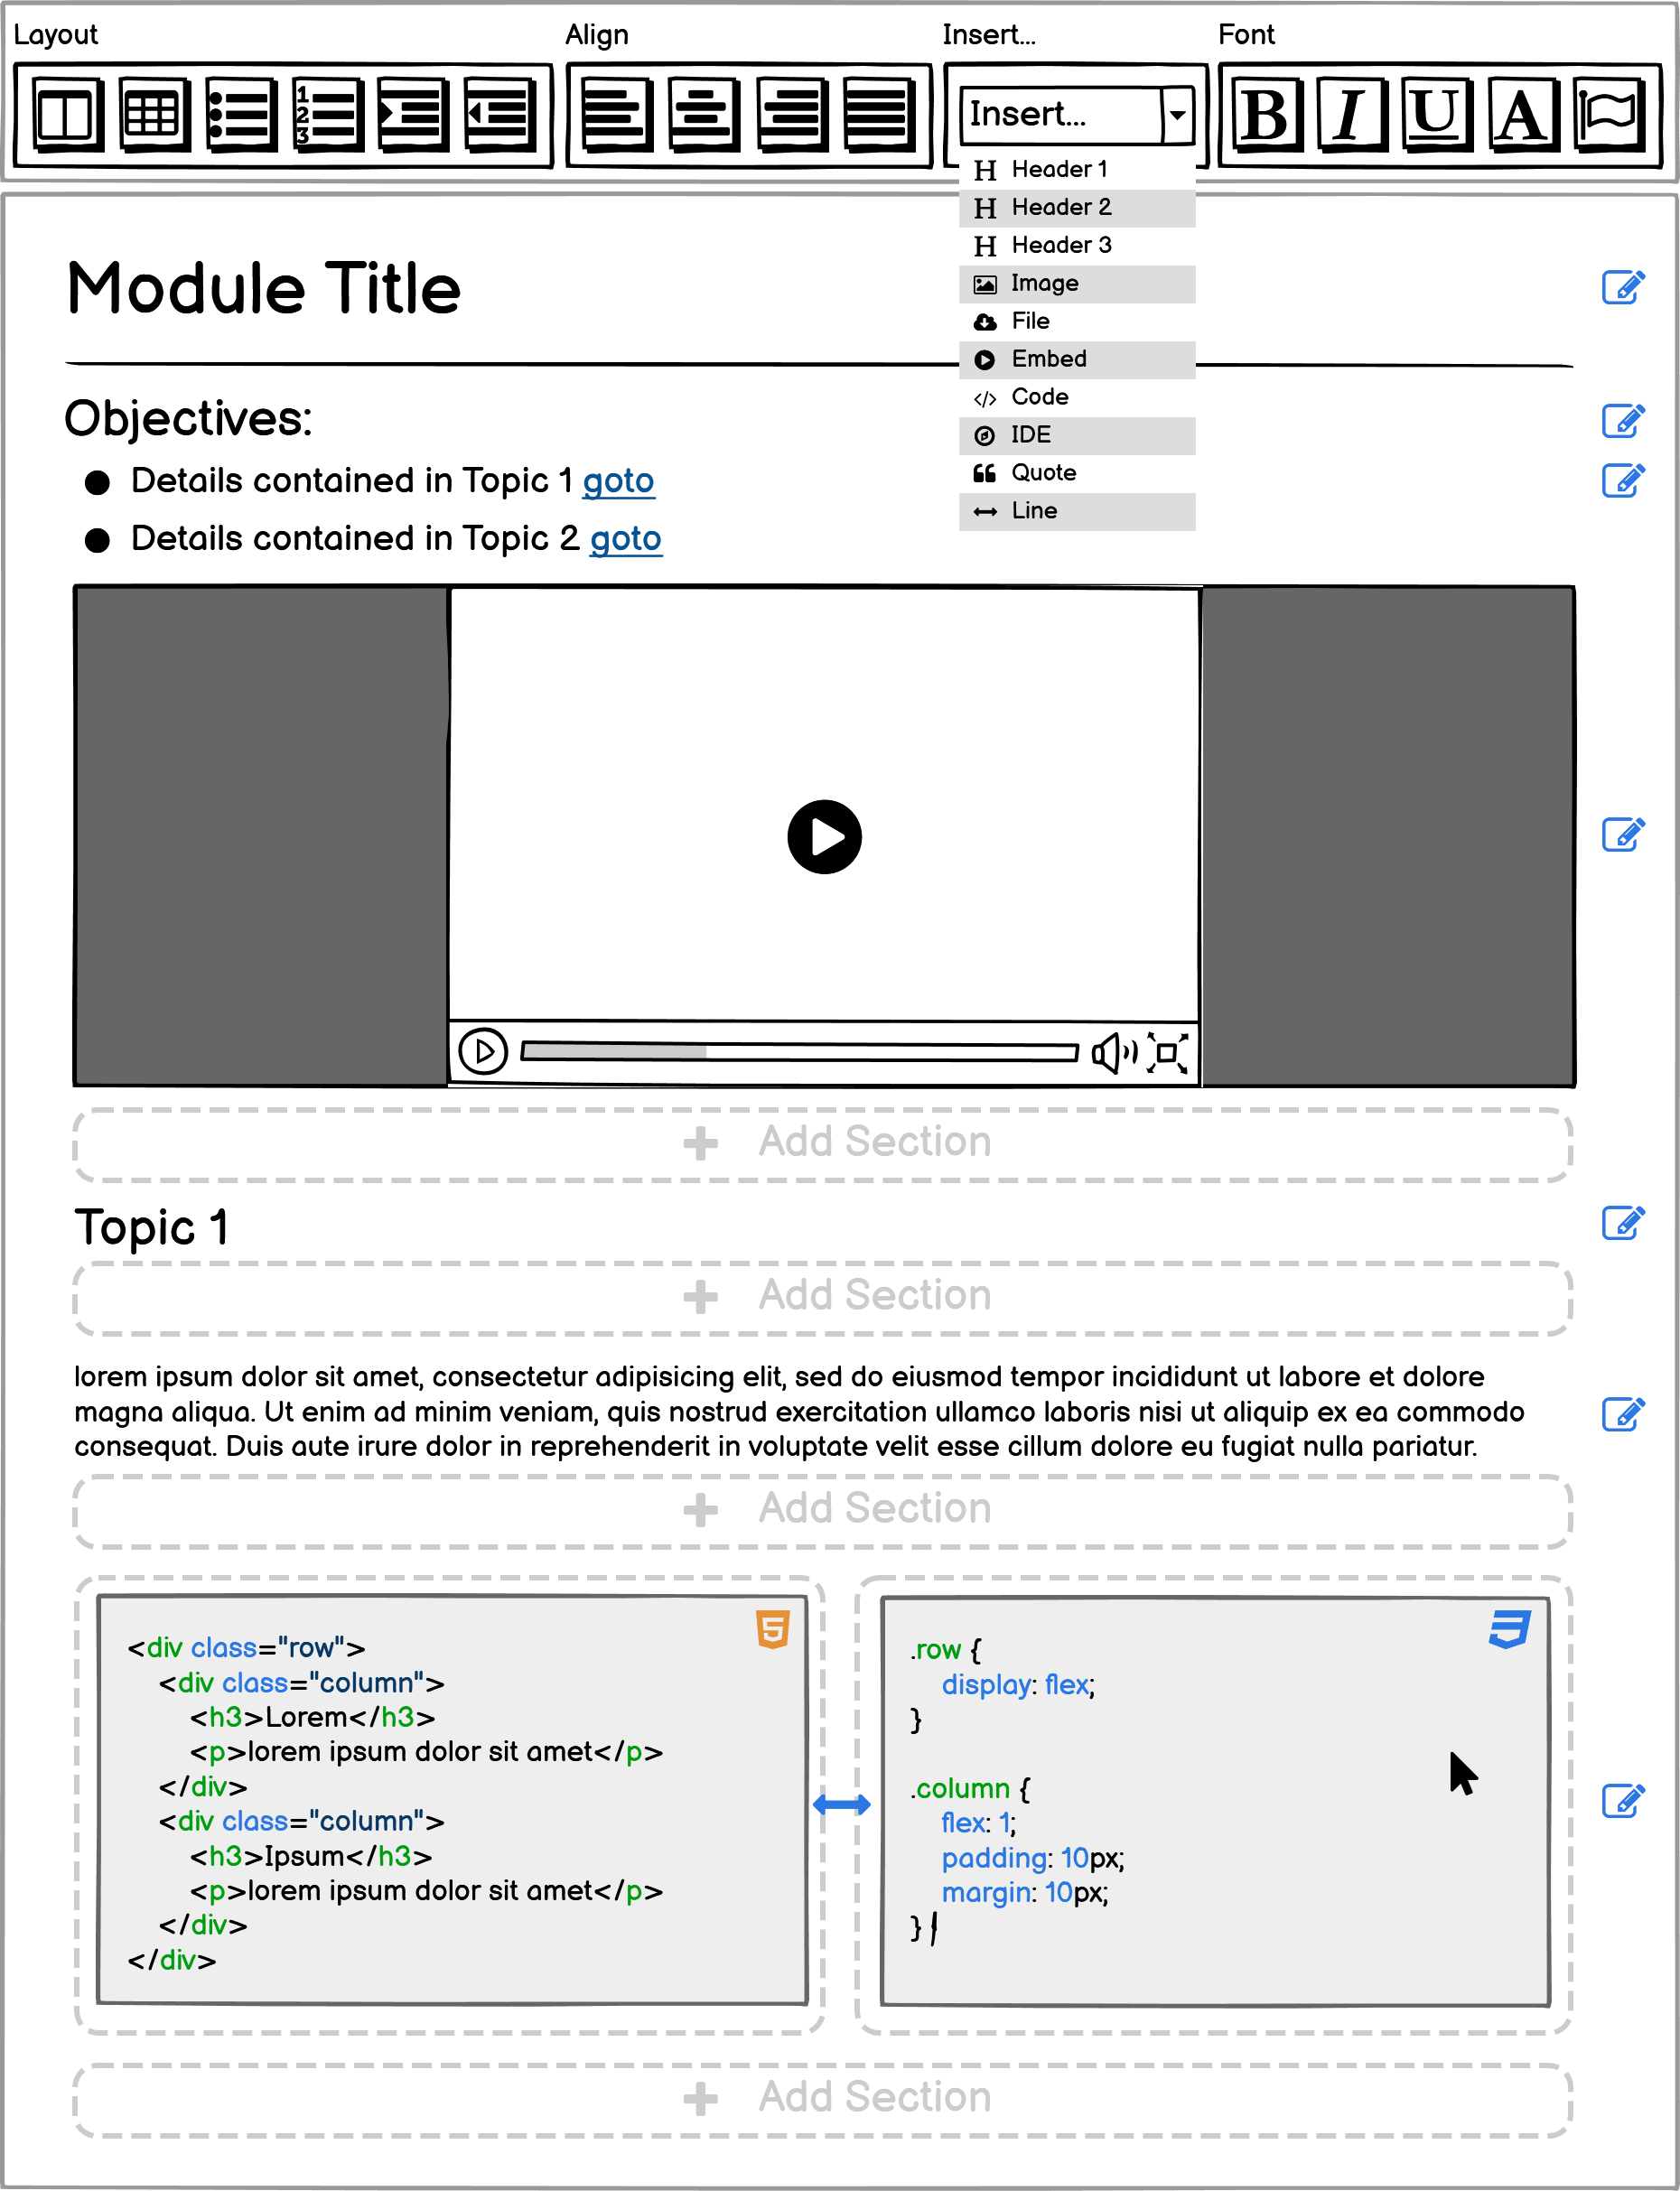 Layout
Align
Insert...
Font
1
2
3
Insert...
B I U A
H Header 1
H Header 2
H Header 3
Image
File
Embed
</> Code
IDE
Quote
Line
Module Title
Objectives:
Details contained in Topic 1 goto
Details contained in Topic 2 goto
Add Section
Topic 1
Add Section
lorem ipsum dolor sit amet, consectetur adipisicing elit, sed do eiusmod tempor incididunt ut labore et dolore
magna aliqua. Ut enim ad minim veniam, quis nostrud exercitation ullamco laboris nisi ut aliquip ex ea commodo
consequat. Duis aute irure dolor in reprehenderit in voluptate velit esse cillum dolore eu fugiat nulla pariatur.
Add Section
<div class="row">
<div class="column">
<h3>Lorem</h3>
<p>lorem ipsum dolor sit amet</p>
</div>
<div class="column">
<h3>Ipsum</h3>
<p>lorem ipsum dolor sit amet</p>
</div>
</div>
.row {
display: flex;
}
.column {
flex: 1;
padding: 10px;
margin: 10px;
}
Add Section